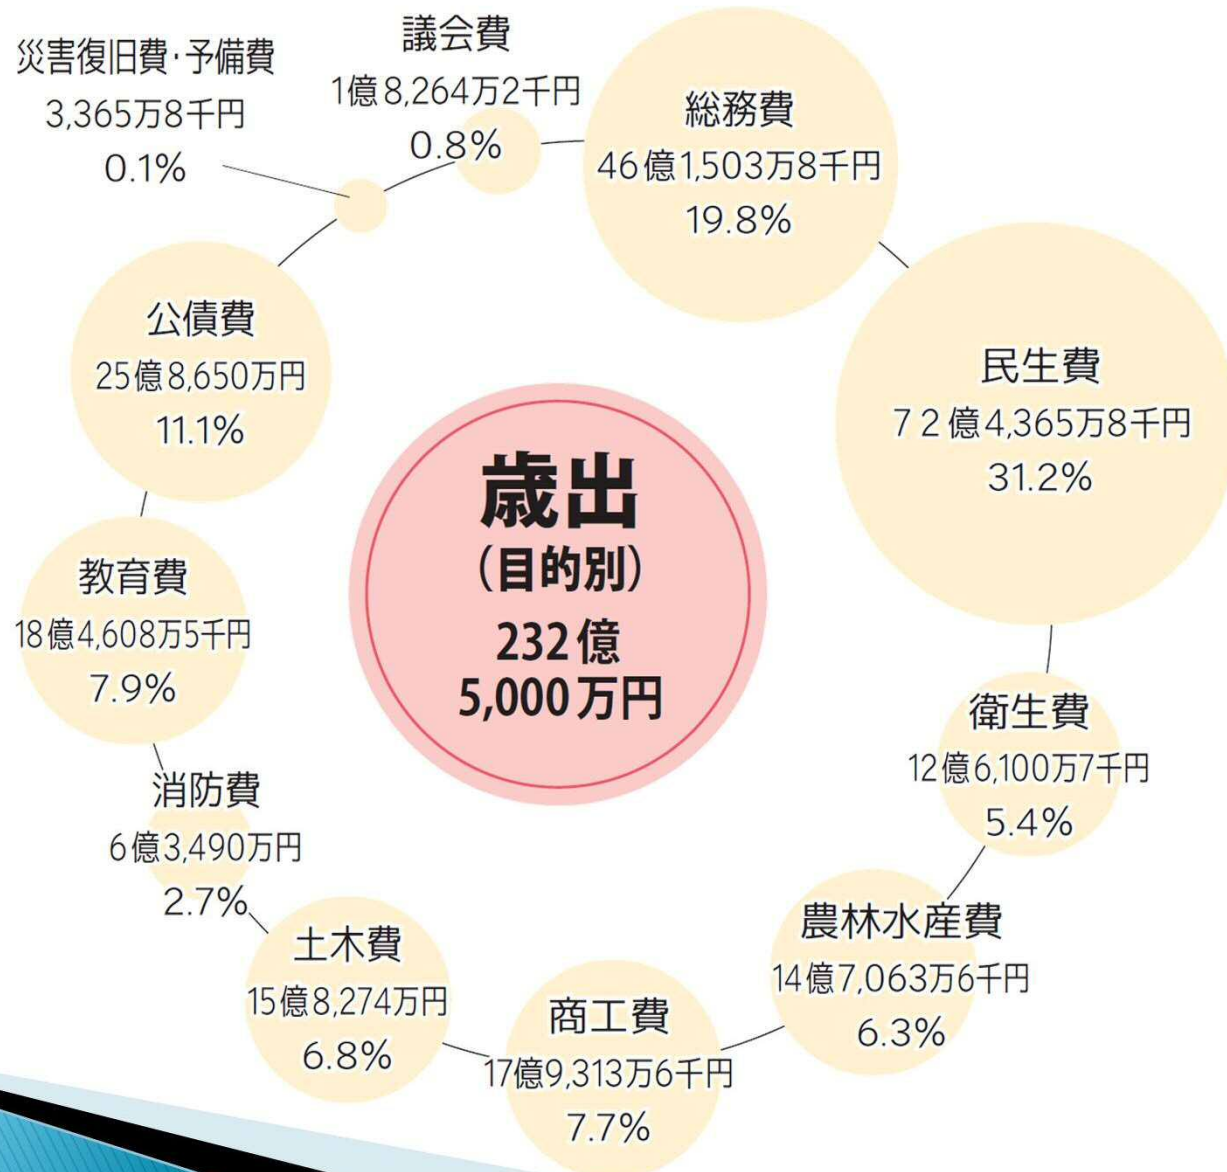 歳出
(目的別)
232億
5,000万円
議会費
1億8,264万2千円
0.8%
総務費
46億1,503万8千円
19.8%
民生費
72億4,365万8千円
31.2%
衛生費
12億6,100万7千円
5.4%
農林水産費
14億7,063万6千円
6.3%
商工費
17億9,313万6千円
7.7%
土木費
15億8,274万円
6.8%
消防費
6億3,490万円
2.7%
教育費
18億4,608万5千円
7.9%
公債費
25億8,650万円
11.1%
災害復旧費・予備費
3,365万8千円
0.1%